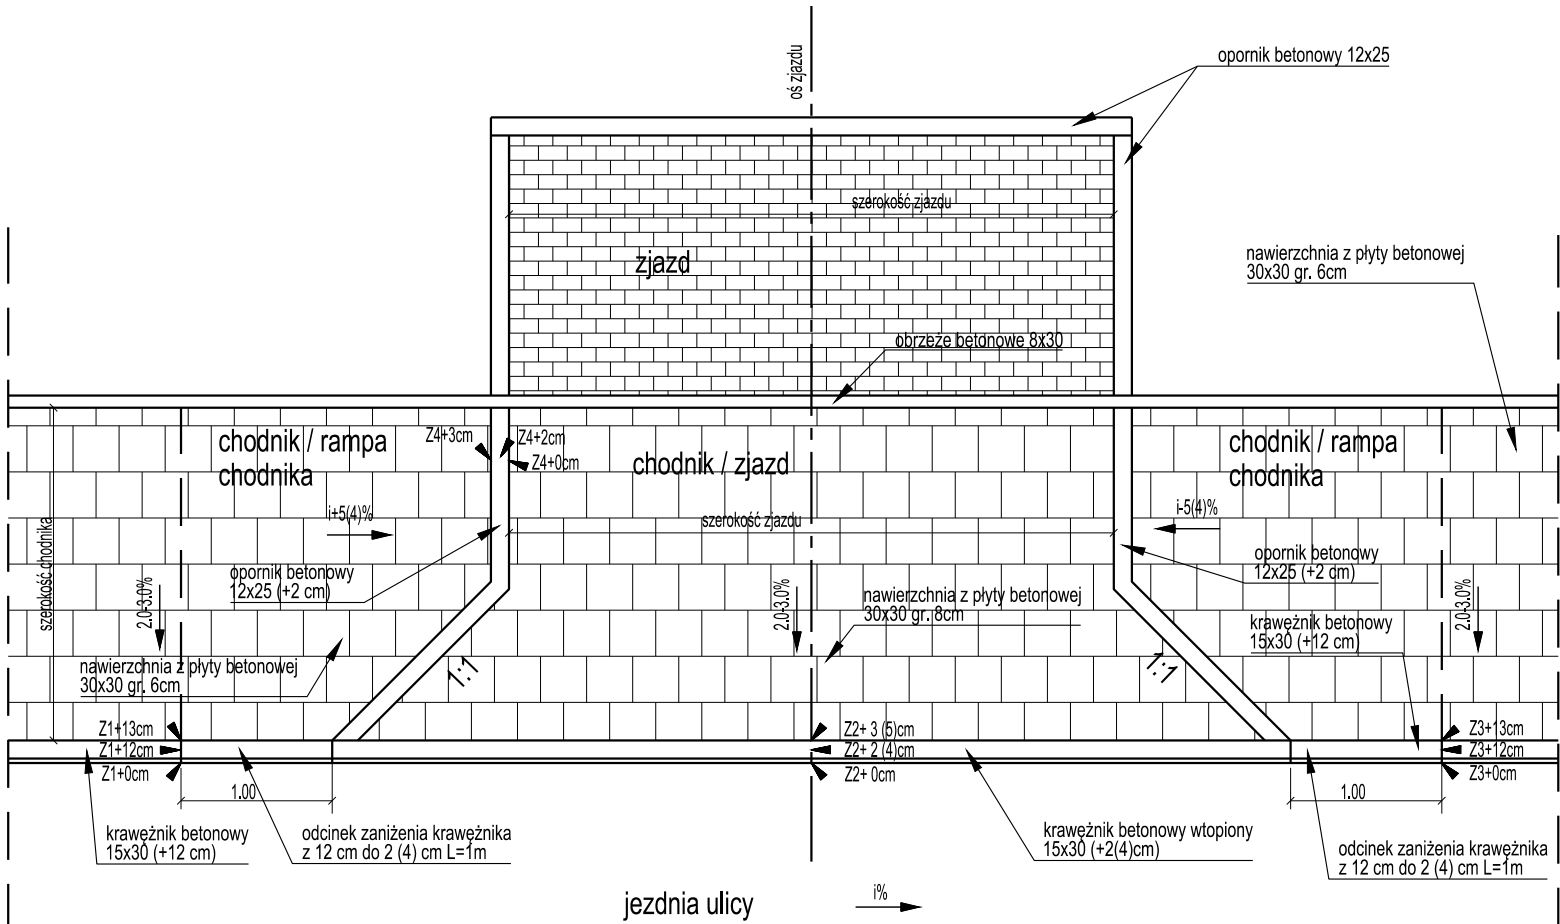 oś zjazdu
opornik betonowy 12x25
szerokość zjazdu
zjazd
nawierzchnia z płyty betonowej
30x30 gr. 6cm
obrzeże betonowe 8x30
chodnik / rampa
chodnika
Z4+3cm
Z4+2cm
Z4+0cm
chodnik / zjazd
chodnik / rampa
chodnika
i+5(4)%
szerokość zjazdu
i-5(4)%
szerokość chodnika
opornik betonowy
12x25 (+2 cm)
opornik betonowy
12x25 (+2 cm)
2.0-3.0%
2.0-3.0%
2.0-3.0%
nawierzchnia z płyty betonowej
30x30 gr. 8cm
krawężnik betonowy
15x30 (+12 cm)
nawierzchnia z płyty betonowej
30x30 gr. 6cm
1:1
1:1
Z1+13cm
Z1+12cm
Z1+0cm
Z2+ 3 (5)cm
Z2+ 2 (4)cm
Z2+ 0cm
Z3+13cm
Z3+12cm
Z3+0cm
1.00
1.00
krawężnik betonowy
15x30 (+12 cm)
odcinek zaniżenia krawężnika
z 12 cm do 2 (4) cm L=1m
krawężnik betonowy wtopiony
15x30 (+2(4)cm)
odcinek zaniżenia krawężnika
z 12 cm do 2 (4) cm L=1m
jezdnia ulicy
i%